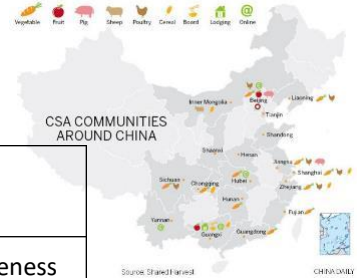 Vegetable Fruit Pig Sheep Poultry Cereal Board Lodging Online
CSA COMMUNITIES
AROUND CHINA
Inner Mongolia
Beijing
Liaoning
Tianjin
Shandong
Shaanxi
Henan
Jiangsu
Shanghai
Sichuan
Chongqing
Hubei
Zhejiang
Hunan
Fujian
Yunnan
Guangxi
Guangdong
eness
Source: Shared Harvest
CHINA DAILY